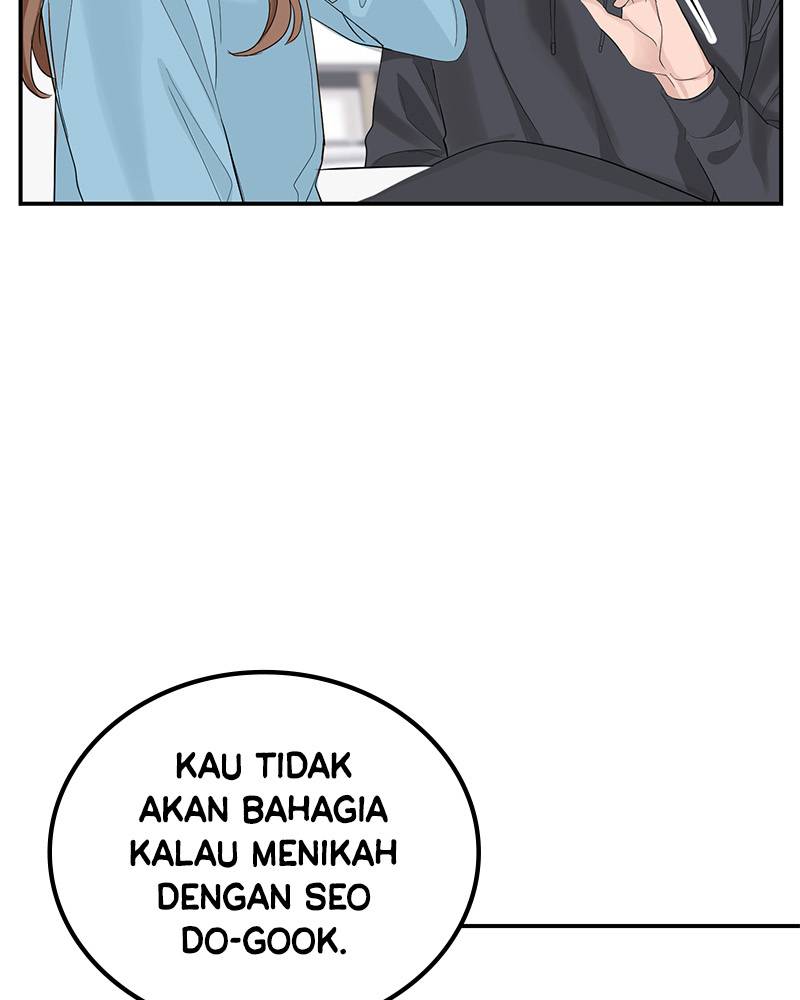 KAU TIDAK
AKAN BAHAGIA
KALAU MENIKAH
DENGAN SEO
DO-GOOK.